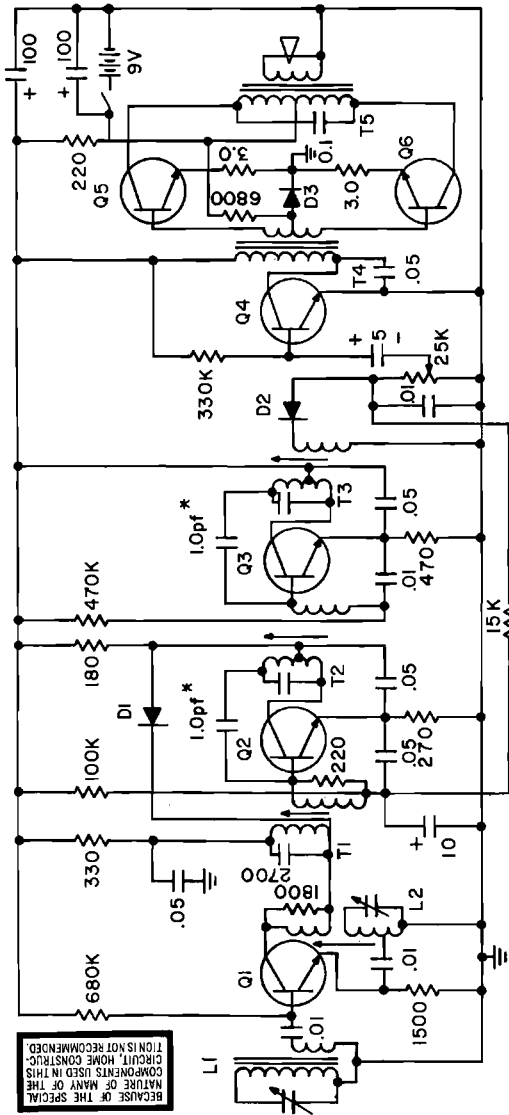 BECAUSE OF THE SPECIAL
NATURE OF MANY OF THE
COMPONENTS USED IN THIS
CIRCUIT, HOME CONSTRUC-
TION IS NOT RECOMMENDED.
100
+
100
+
9V
220
Q5
3.0
6800
D3
0.1
3.0
T5
Q6
Q4
T4
.05
330K
+
5
-
25K
D2
.01
1.0pf*
T3
Q3
.05
.01
470
470K
180
15K
D1
1.0pf*
T2
Q2
220
.05
.05
270
100K
330
.05
2700
T1
1800
+
10
680K
Q1
L2
.01
.01
1500
L1